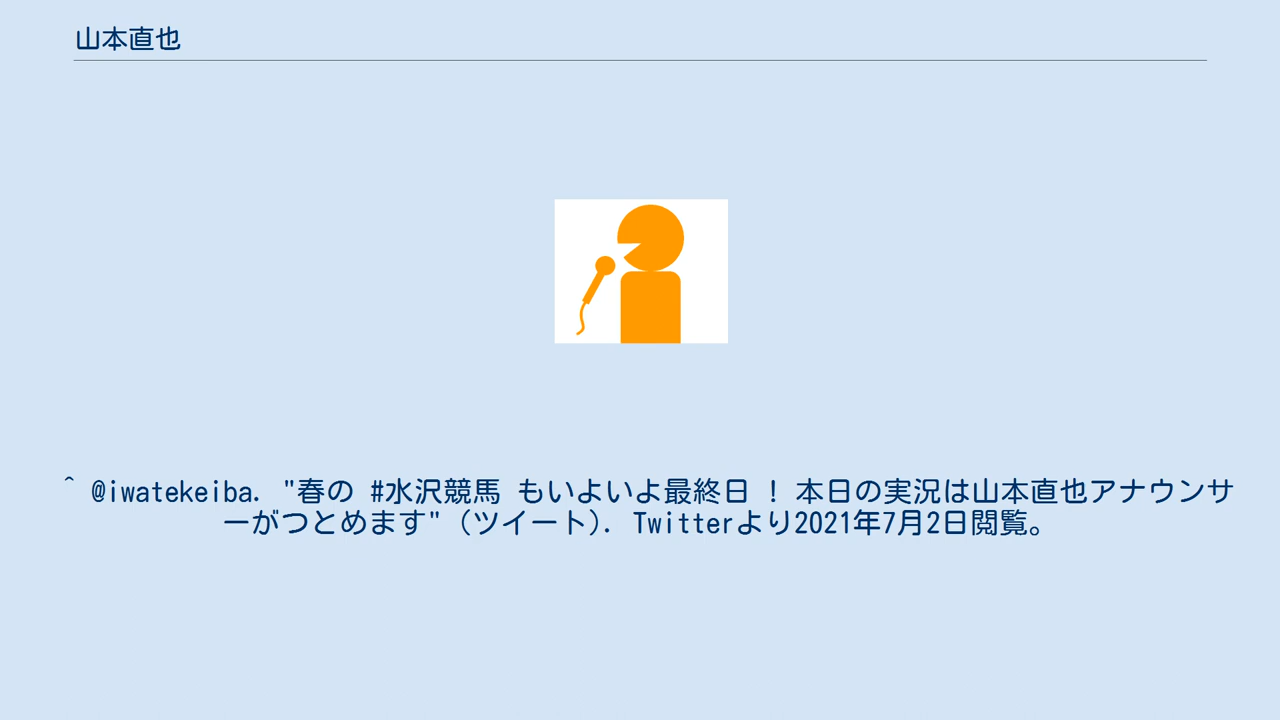 山本直也
^ @iwatekeiba. "春の #水沢競馬 もいよいよ最終日 ! 本日の実況は山本直也アナウンサ
ーがつとめます" (ツイート). Twitterより2021年7月2日閲覧。